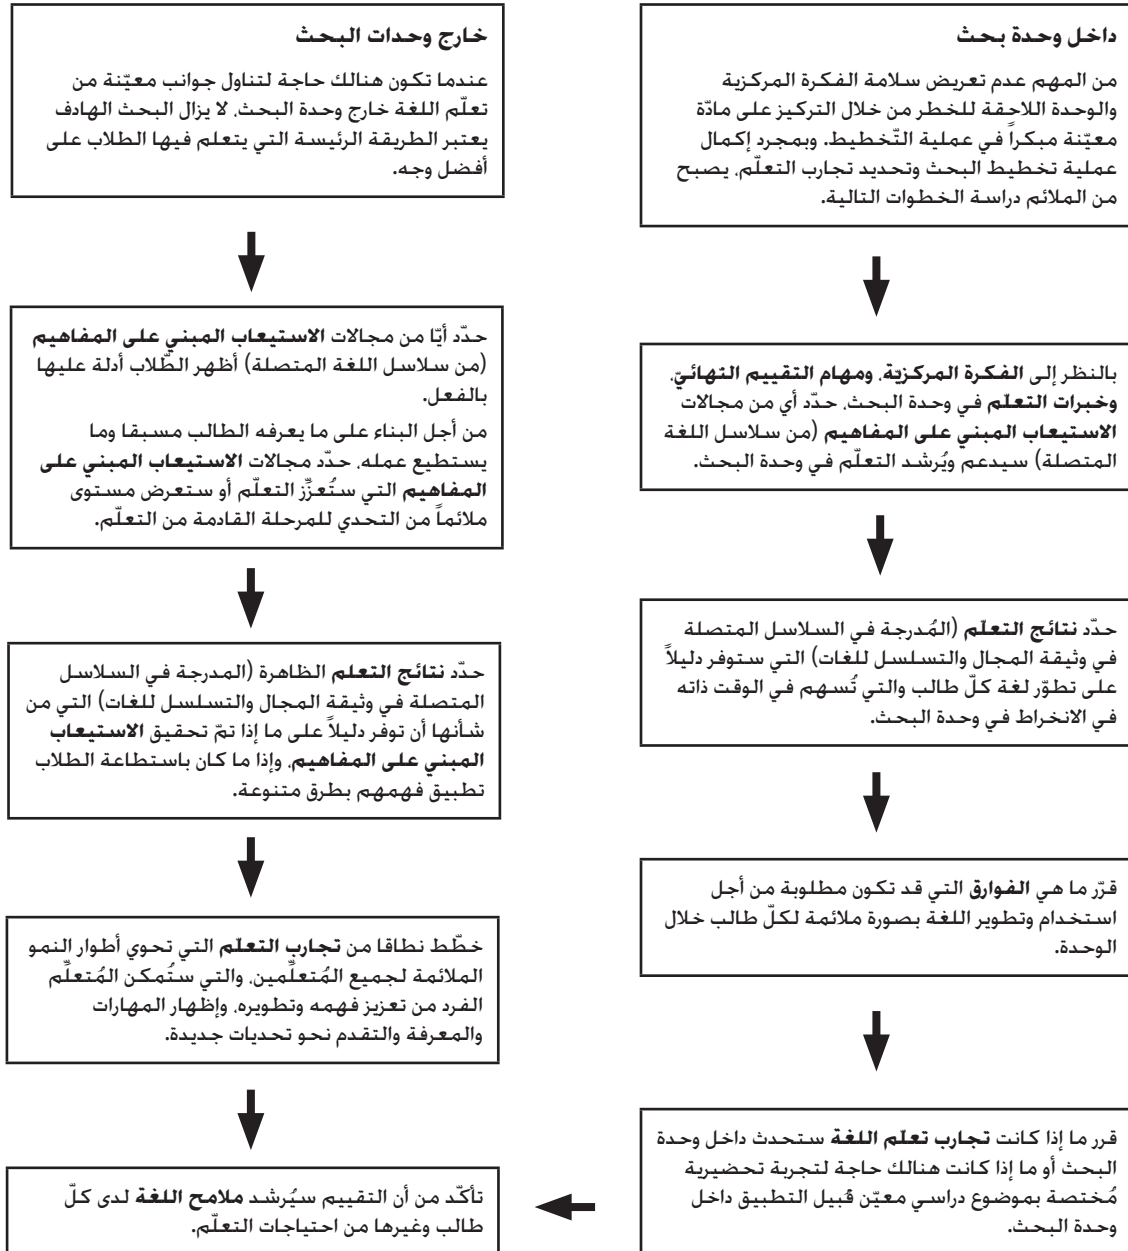 داخل وحدة بحث
من المهم عدم تعريض سلامة الفكرة المركزية
والوحدة اللاحقة للخطر من خلال التركيز على مادّة
معيّنة مبكراً في عملية التّخطيط. وبمجرد إكمال
عملية تخطيط البحث وتحديد تجارب التعلّم، يصبح
من الملائم دراسة الخطوات التالية.
بالنظر إلى الفكرة المركزيّة، ومهام التقييم النهائيّ،
وخبرات التعلّم في وحدة البحث، حدّد أي من مجالات
الاستيعاب المبني على المفاهيم (من سلاسل اللغة
المتصلة) سيدعم ويُرشد التعلّم في وحدة البحث.
حدّد نتائج التعلّم (المُدرجة في السلاسل المتصلة
في وثيقة المجال والتسلسل للغات) التي ستوفر دليلاً
على تطوّر لغة كلّ طالب والتي تُسهم في الوقت ذاته
في الانخراط في وحدة البحث.
قرّر ما هي الفوارق التي قد تكون مطلوبة من أجل
استخدام وتطوير اللغة بصورة ملائمة لكلّ طالب خلال
الوحدة.
قرر ما إذا كانت تجارب تعلّم اللغة ستحدث داخل وحدة
البحث أو ما إذا كانت هنالك حاجة لتجربة تحضيرية
مُختصة بموضوع دراسي معيّن قُبيل التطبيق داخل
وحدة البحث.
خارج وحدات البحث
عندما تكون هنالك حاجة لتناول جوانب معيّنة من
تعلّم اللغة خارج وحدة البحث، لا يزال البحث الهادف
يعتبر الطريقة الرئيسة التي يتعلم فيها الطلاب على
أفضل وجه.
حدّد أيّا من مجالات الاستيعاب المبني على المفاهيم
(من سلاسل اللغة المتصلة) أظهر الطّلاب أدلة عليها
بالفعل.
من أجل البناء على ما يعرفه الطالب مسبقا وما
يستطيع عمله، حدّد مجالات الاستيعاب المبني على
المفاهيم التي ستُعزّز التعلّم أو ستعرض مستوى
ملائماً من التحدي للمرحلة القادمة من التعلّم.
حدّد نتائج التعلم الظاهرة (المدرجة في السلاسل
المتصلة في وثيقة المجال والتسلسل للغات) التي من
شأنها أن توفر دليلاً على ما إذا تمّ تحقيق الاستيعاب
المبني على المفاهيم، وإذا ما كان باستطاعة الطلاب
تطبيق فهمهم بطرق متنوعة.
خطّط نطاقا من تجارب التعلّم التي تحوي أطوار النمو
الملائمة لجميع المُتعلِّمين، والتي ستُمكن المُتعلِّم
الفرد من تعزيز فهمه وتطويره، وإظهار المهارات
والمعرفة والتقدم نحو تحديات جديدة.
تأكّد من أن التقييم سيُرشد ملامح اللغة لدى كلّ
طالب وغيرها من احتياجات التعلّم.